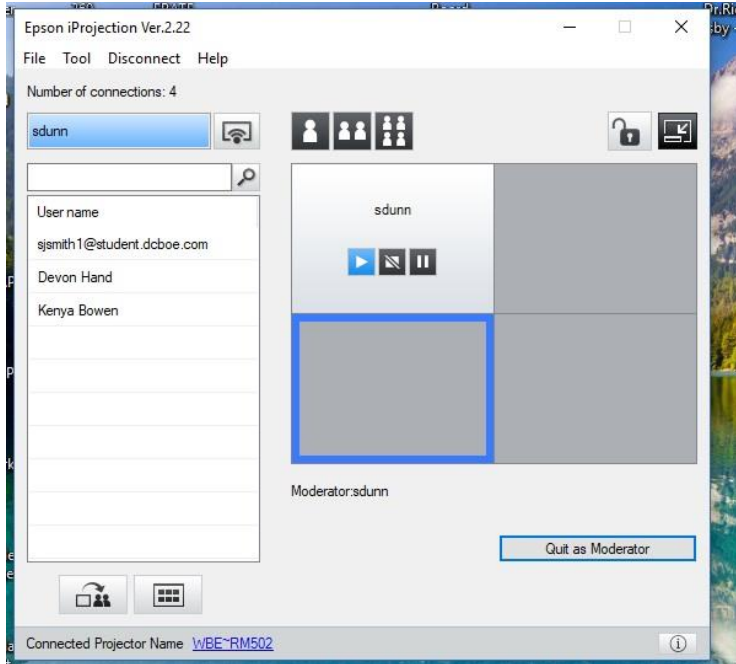 Epson iProjection Ver.2.22
File Tool Disconnect Help
Number of connections: 4
sdunn
User name
sjsmith1@student.dcboe.com
Devon Hand
Kenya Bowen
sdunn
Moderator:sdunn
Quit as Moderator
Connected Projector Name WBE~RM502